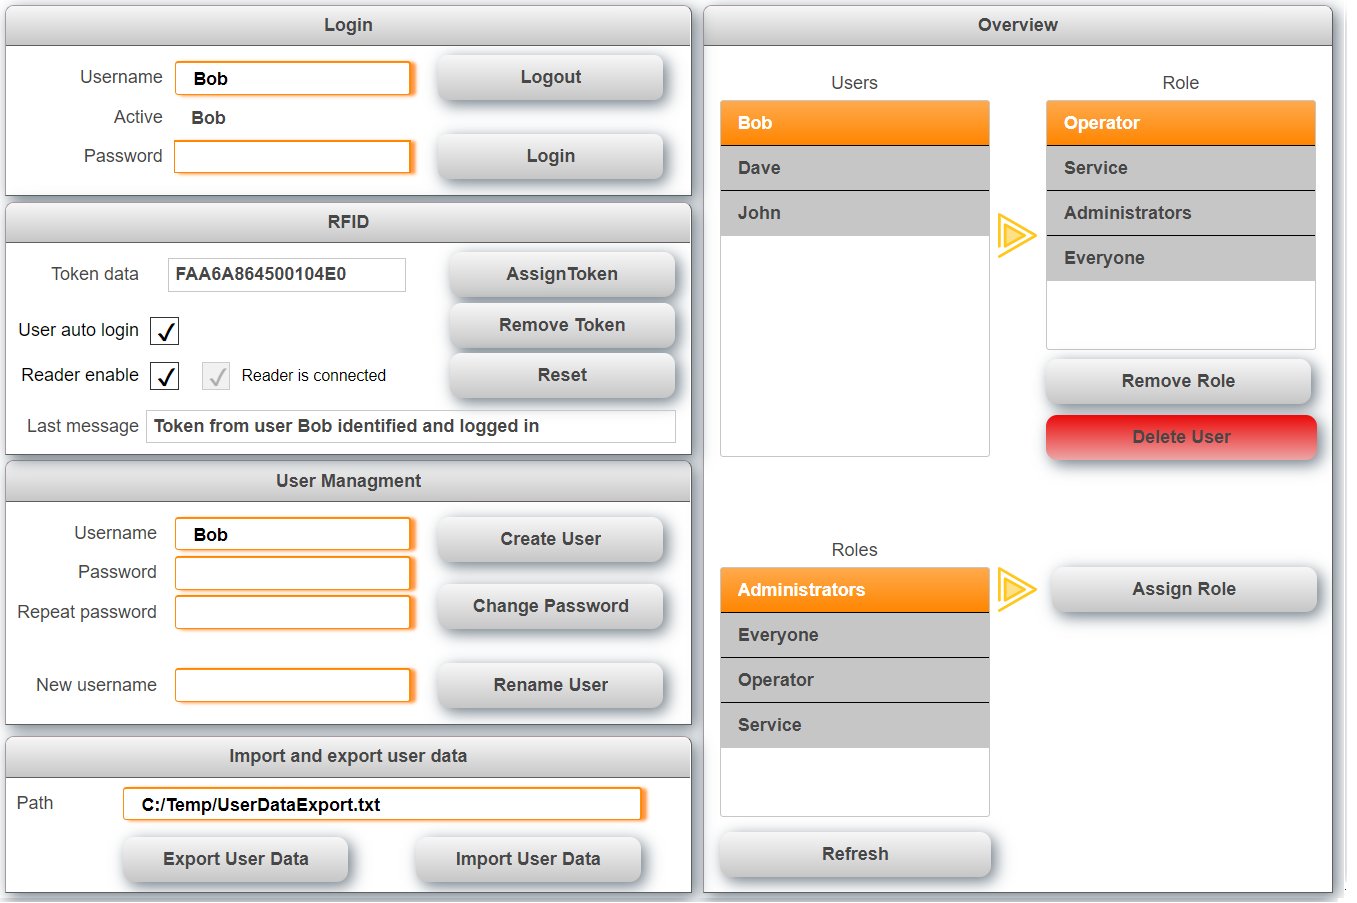 Login
Username
Bob
Logout
Active
Bob
Password
Login
RFID
Token data
FAA6A864500104E0
AssignToken
User auto login
Remove Token
Reader enable
Reader is connected
Reset
Last message
Token from user Bob identified and logged in
User Managment
Username
Bob
Create User
Password
Change Password
Repeat password
New username
Rename User
Import and export user data
Path
C:/Temp/UserDataExport.txt
Export User Data
Import User Data
Overview
Users
Bob
Dave
John
Role
Operator
Service
Administrators
Everyone
Remove Role
Delete User
Roles
Administrators
Everyone
Operator
Service
Assign Role
Refresh